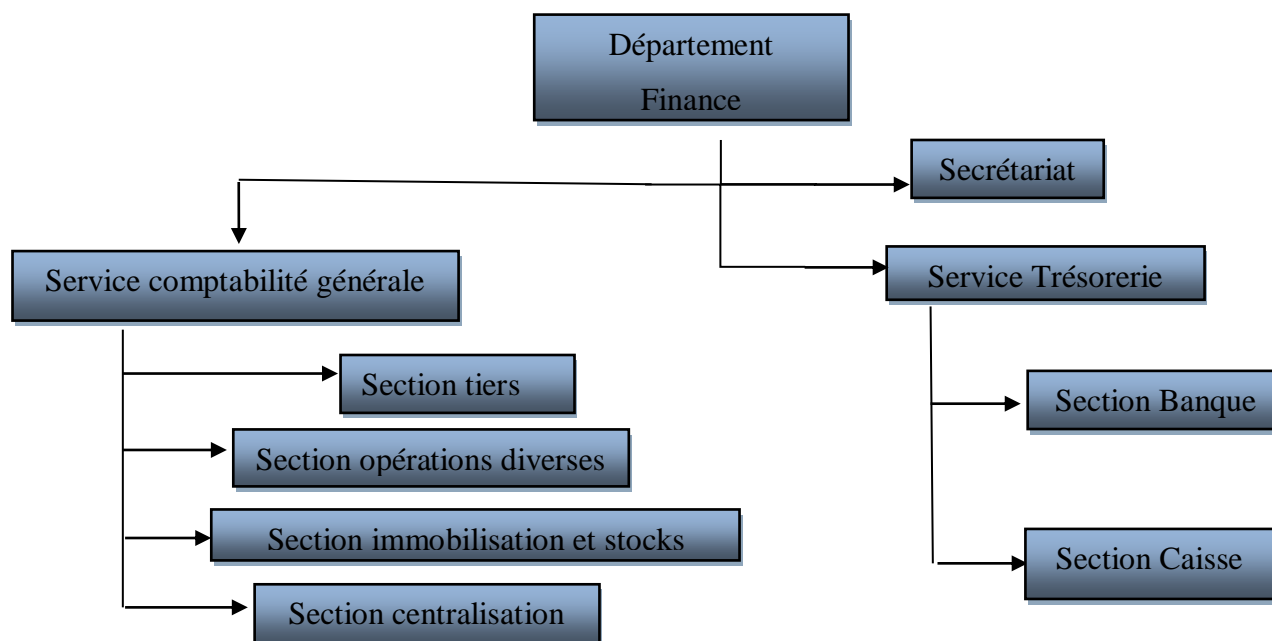 Département
Finance
Secrétariat
Service comptabilité générale
Service Trésorerie
Section tiers
Section Banque
Section opérations diverses
Section immobilisation et stocks
Section Caisse
Section centralisation